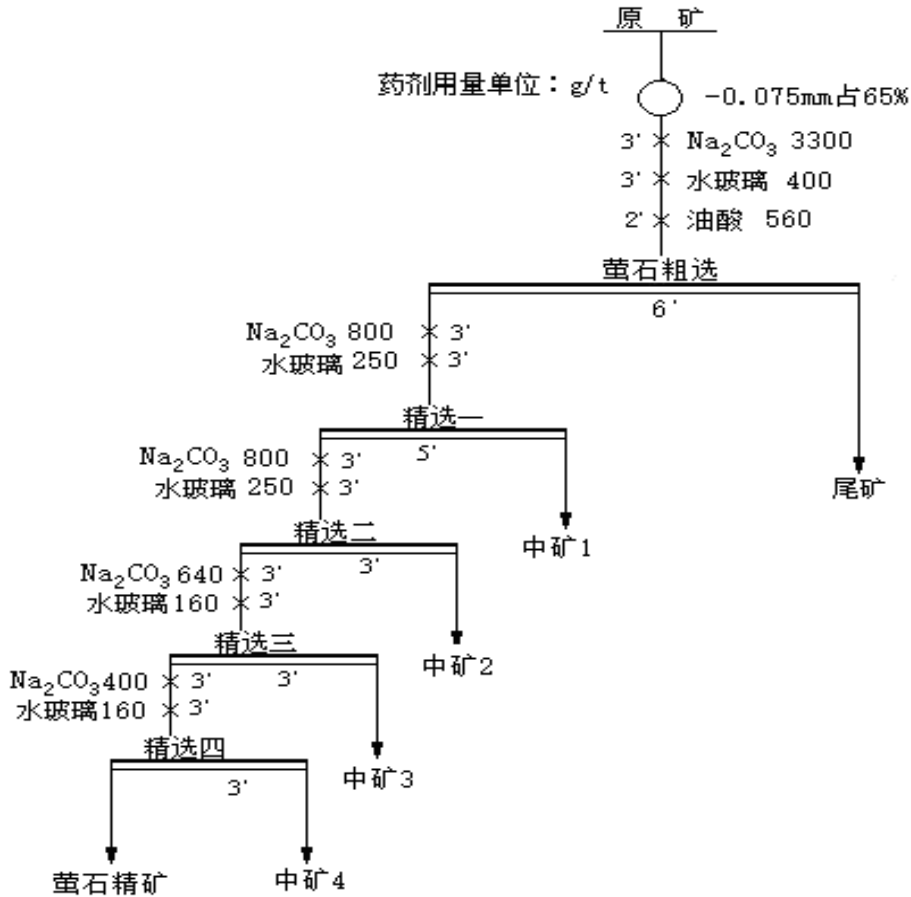 原 矿
药剂用量单位：g/t
-0.075mm占65%
3' Na₂CO₃ 3300
3' 水玻璃 400
2' 油酸 560
萤石粗选
6'
Na₂CO₃ 800 3'
水玻璃 250 3'
精选一
5'
Na₂CO₃ 800 3'
水玻璃 250 3'
尾矿
精选二
中矿1
3'
Na₂CO₃ 640 3'
水玻璃 160 3'
精选三
中矿2
3'
Na₂CO₃ 400 3'
水玻璃 160 3'
精选四
中矿3
3'
萤石精矿
中矿4